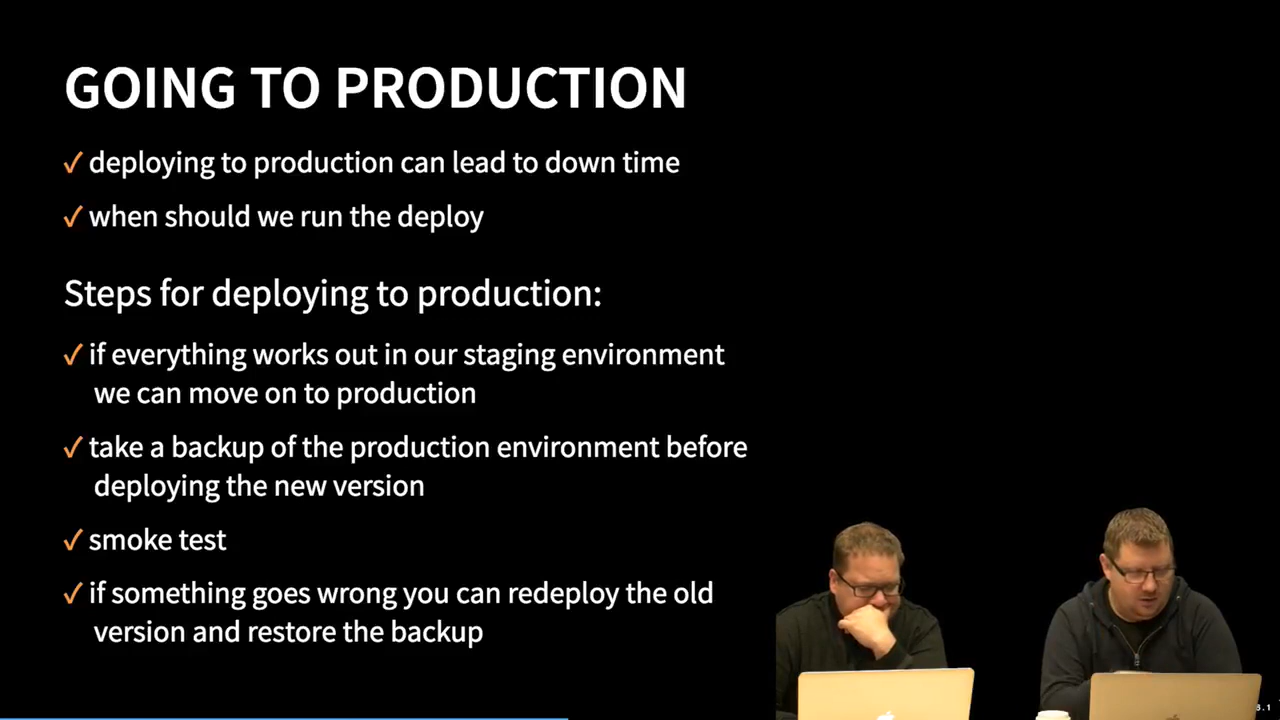 GOING TO PRODUCTION
✓ deploying to production can lead to down time
✓ when should we run the deploy
Steps for deploying to production:
✓ if everything works out in our staging environment
we can move on to production
✓ take a backup of the production environment before
deploying the new version
✓ smoke test
✓ if something goes wrong you can redeploy the old
version and restore the backup